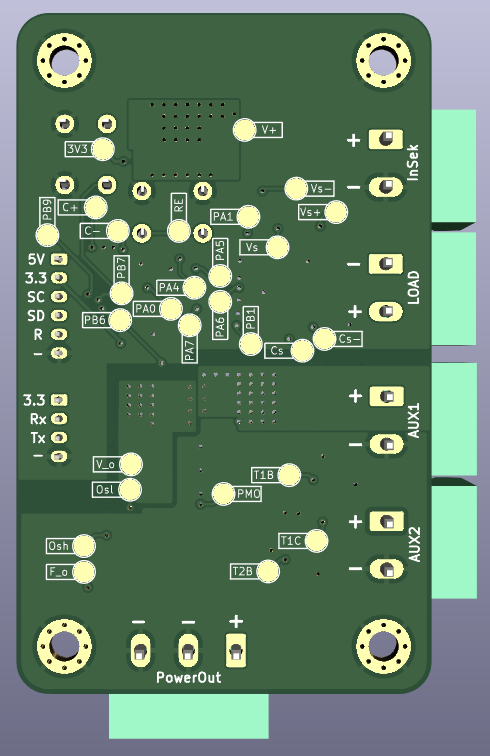 V+
+
3V3
InSek
Vs-
-
PB9
C+
RE
Vs+
PA1
C-
Vs
PA5
5V
-
3.3
PB7
PA4
LOAD
SC
PA0
SD
PB6
PA6
PB1
+
R
PA7
Cs-
-
Cs
3.3
+
Rx
AUX1
Tx
-
-
V_o
T1B
Osl
PMO
+
T1C
Osh
AUX2
F_o
T2B
-
- - +
PowerOut